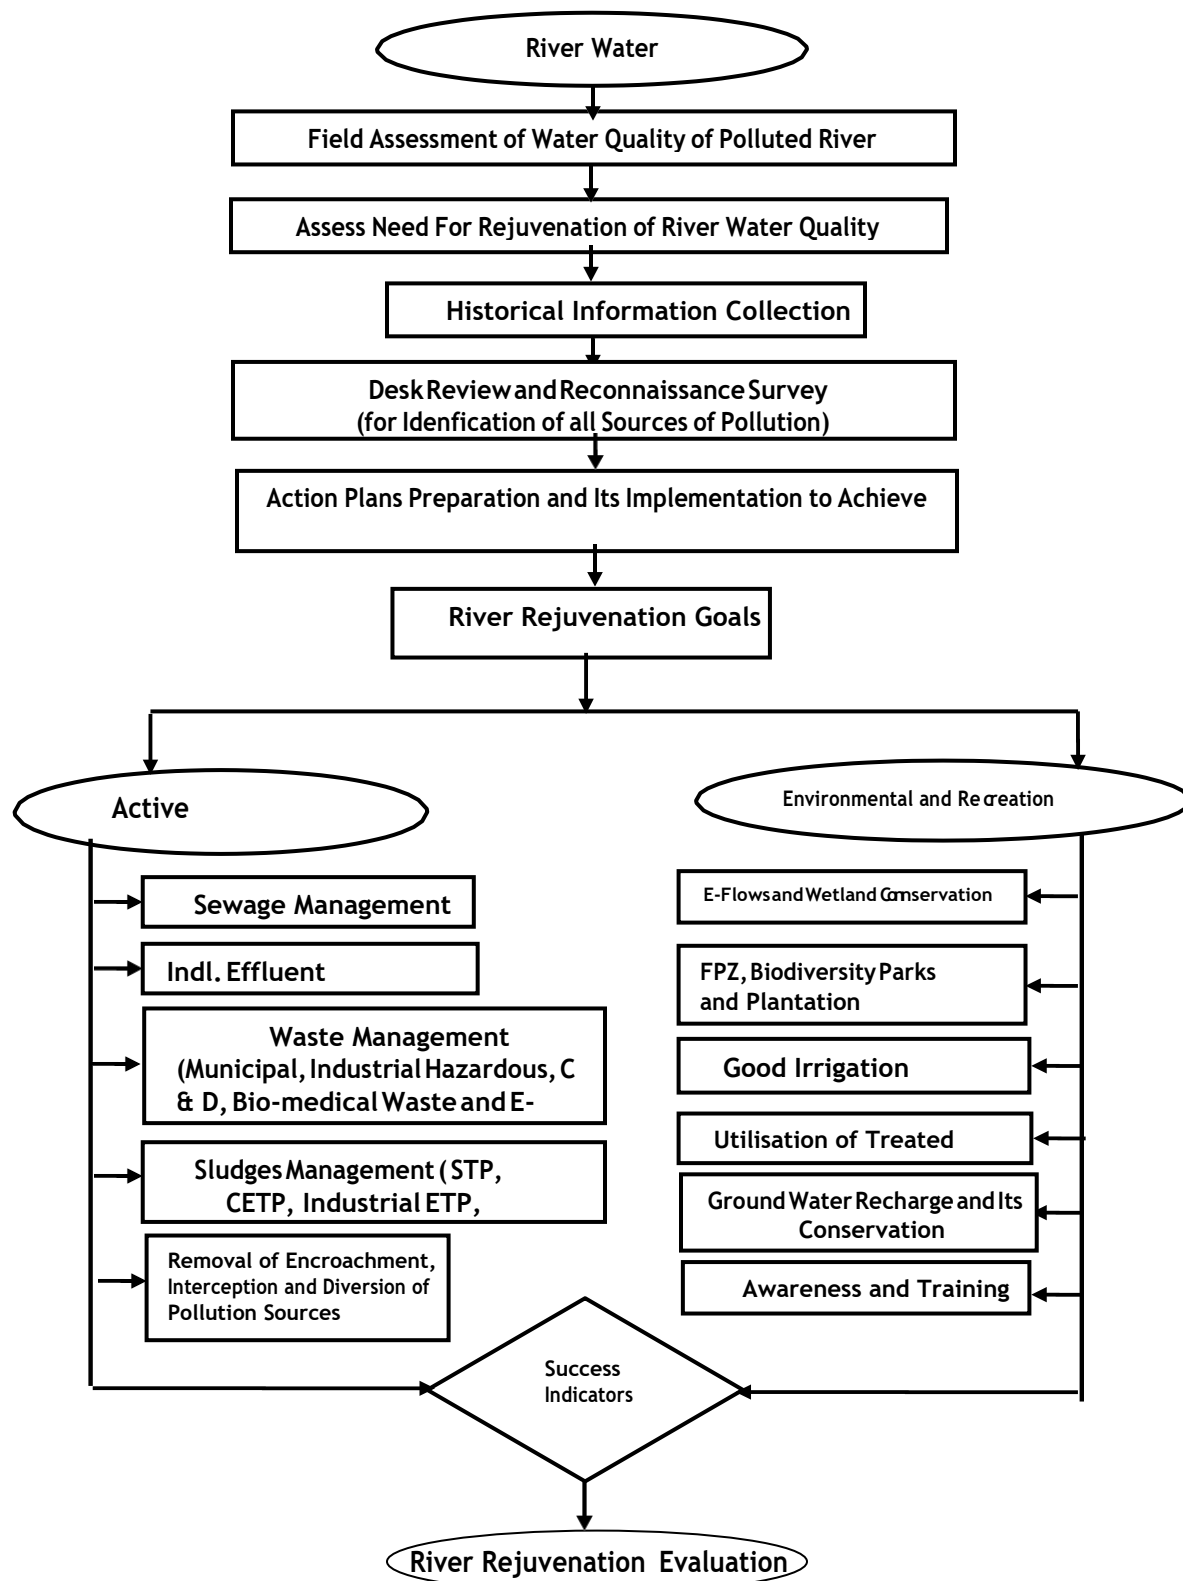 River Water
Field Assessment of Water Quality of Polluted River
Assess Need For Rejuvenation of River Water Quality
Historical Information Collection
Desk Review and Reconnaissance Survey
(for Idenfication of all Sources of Pollution)
Action Plans Preparation and Its Implementation to Achieve
River Rejuvenation Goals
Active
Sewage Management
Indl. Effluent
Waste Management
(Municipal, Industrial Hazardous, C
& D, Bio-medical Waste and E-
Sludges Management ( STP,
CETP, Industrial ETP,
Removal of Encroachment,
Interception and Diversion of
Pollution Sources
Environmental and Recreation
E-Flows and Wetland Conservation
FPZ, Biodiversity Parks
and Plantation
Good Irrigation
Utilisation of Treated
Ground Water Recharge and Its
Conservation
Awareness and Training
Success
Indicators
River Rejuvenation Evaluation